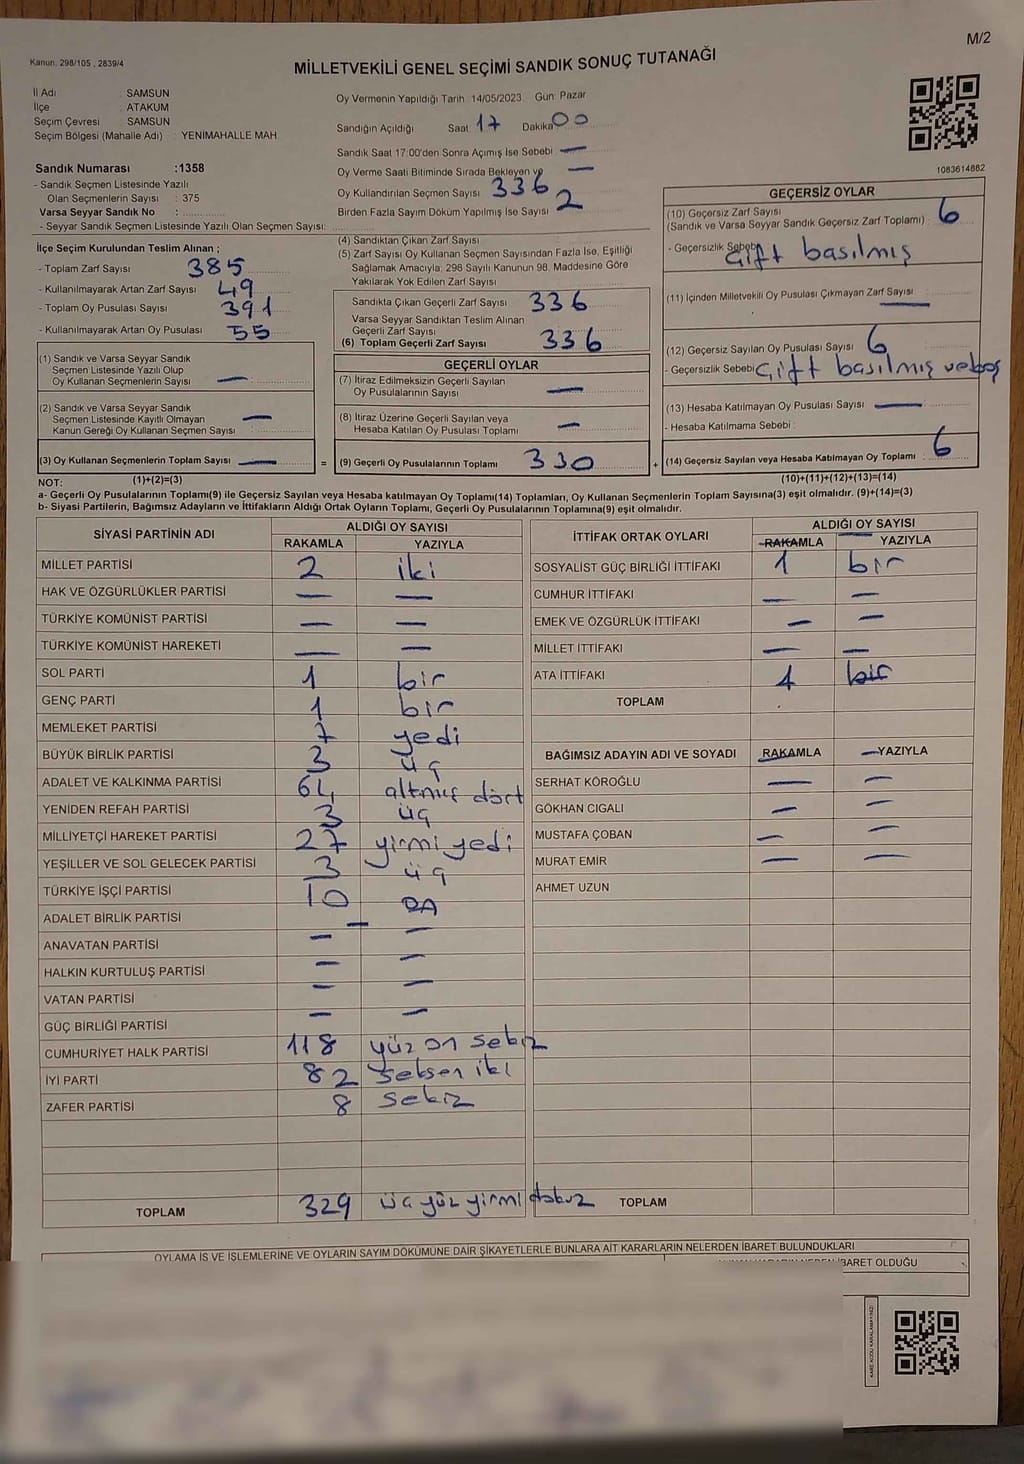 M/2
Kanun: 298/105 , 2839/4
MİLLETVEKİLİ GENEL SEÇİMİ SANDIK SONUÇ TUTANAĞI
İl Adı : SAMSUN
İlçe : ATAKUM
Seçim Çevresi : SAMSUN
Seçim Bölgesi (Mahalle Adı) : YENİMAHALLE MAH.
Sandık Numarası :1358
- Sandık Seçmen Listesinde Yazılı
Olan Seçmenlerin Sayısı : 375
Varsa Seyyar Sandık No :
- Seyyar Sandık Seçmen Listesinde Yazılı Olan Seçmen Sayısı:
Oy Vermenin Yapıldığı Tarih :14/05/2023 Gün: Pazar
Sandığın Açıldığı Saat 17 Dakika 00
Sandık Saat 17:00'den Sonra Açımış İse Sebebi : —
Oy Verme Saati Bitiminde Sırada Bekleyen ve —
Oy Kullandırılan Seçmen Sayısı 336
Birden Fazla Sayım Döküm Yapılmış İse Sayısı 2
1083614882
İlçe Seçim Kurulundan Teslim Alınan ;
- Toplam Zarf Sayısı 385
- Kullanılmayarak Artan Zarf Sayısı 49
- Toplam Oy Pusulası Sayısı 391
- Kullanılmayarak Artan Oy Pusulası 55
(1) Sandık ve Varsa Seyyar Sandık
Seçmen Listesinde Yazılı Olup
Oy Kullanan Seçmenlerin Sayısı —
(2) Sandık ve Varsa Seyyar Sandık
Seçmen Listesinde Kayıtlı Olmayan
Kanun Gereği Oy Kullanan Seçmen Sayısı —
(3) Oy Kullanan Seçmenlerin Toplam Sayısı —
(4) Sandıktan Çıkan Zarf Sayısı
(5) Zarf Sayısı Oy Kullanan Seçmen Sayısından Fazla İse, Eşitliği
Sağlamak Amacıyla; 298 Sayılı Kanunun 98. Maddesine Göre
Yakılarak Yok Edilen Zarf Sayısı
Sandıkta Çıkan Geçerli Zarf Sayısı 336
Varsa Seyyar Sandıktan Teslim Alınan
Geçerli Zarf Sayısı
(6) Toplam Geçerli Zarf Sayısı 336
GEÇERLİ OYLAR
(7) İtiraz Edilmeksizin Geçerli Sayılan
Oy Pusulalarının Sayısı —
(8) İtiraz Üzerine Geçerli Sayılan veya
Hesaba Katılan Oy Pusulası Toplamı —
= (9) Geçerli Oy Pusulalarının Toplamı 330 +
GEÇERSİZ OYLAR
(10) Geçersiz Zarf Sayısı
(Sandık ve Varsa Seyyar Sandık Geçersiz Zarf Toplamı) : 6
- Geçersizlik Sebebi
çift basılmış
(11) İçinden Milletvekili Oy Pusulası Çıkmayan Zarf Sayısı —
(12) Geçersiz Sayılan Oy Pusulası Sayısı 6
- Geçersizlik Sebebi çift basılmış ve boş
(13) Hesaba Katılmayan Oy Pusulası Sayısı —
- Hesaba Katılmama Sebebi :
(14) Geçersiz Sayılan veya Hesaba Katılmayan Oy Toplamı 6
NOT: (1)+(2)=(3)
(10)+(11)+(12)+(13)=(14)
a- Geçerli Oy Pusulalarının Toplamı(9) ile Geçersiz Sayılan veya Hesaba katılmayan Oy Toplamı(14) Toplamları, Oy Kullanan Seçmenlerin Toplam Sayısına(3) eşit olmalıdır. (9)+(14)=(3)
b- Siyasi Partilerin, Bağımsız Adayların ve İttifakların Aldığı Ortak Oyların Toplamı, Geçerli Oy Pusulalarının Toplamına(9) eşit olmalıdır.
SİYASİ PARTİNİN ADI ALDIĞI OY SAYISI
RAKAMLA YAZIYLA
MİLLET PARTİSİ 2 iki
HAK VE ÖZGÜRLÜKLER PARTİSİ — —
TÜRKİYE KOMÜNİST PARTİSİ — —
TÜRKİYE KOMÜNİST HAREKETİ — —
SOL PARTİ 1 bir
GENÇ PARTİ 1 bir
MEMLEKET PARTİSİ 7 yedi
BÜYÜK BİRLİK PARTİSİ 3 üç
ADALET VE KALKINMA PARTİSİ 64 altmış dört
YENİDEN REFAH PARTİSİ 3 üç
MİLLİYETÇİ HAREKET PARTİSİ 27 yirmi yedi
YEŞİLLER VE SOL GELECEK PARTİSİ 3 üç
TÜRKİYE İŞÇİ PARTİSİ 10 on
ADALET BİRLİK PARTİSİ —
ANAVATAN PARTİSİ — —
HALKIN KURTULUŞ PARTİSİ — —
VATAN PARTİSİ — —
GÜÇ BİRLİĞİ PARTİSİ — —
CUMHURİYET HALK PARTİSİ 118 yüz on sekiz
İYİ PARTİ 82 seksen iki
ZAFER PARTİSİ 8 sekiz
TOPLAM 329 üç yüz yirmi dokuz
İTTİFAK ORTAK OYLARI ALDIĞI OY SAYISI
RAKAMLA YAZIYLA
SOSYALİST GÜÇ BİRLİĞİ İTTİFAKI 1 bir
CUMHUR İTTİFAKI — —
EMEK VE ÖZGÜRLÜK İTTİFAKI — —
MİLLET İTTİFAKI — —
ATA İTTİFAKI 1 bir
TOPLAM
BAĞIMSIZ ADAYIN ADI VE SOYADI RAKAMLA YAZIYLA
SERHAT KÖROĞLU — —
GÖKHAN CIGALI — —
MUSTAFA ÇOBAN — —
MURAT EMİR — —
AHMET UZUN
TOPLAM
OYLAMA İŞ VE İŞLEMLERİNE VE OYLARIN SAYIM DÖKÜMÜNE DAİR ŞİKAYETLERLE BUNLARA AİT KARARLARIN NELERDEN İBARET BULUNDUKLARI
İBARET OLDUĞU